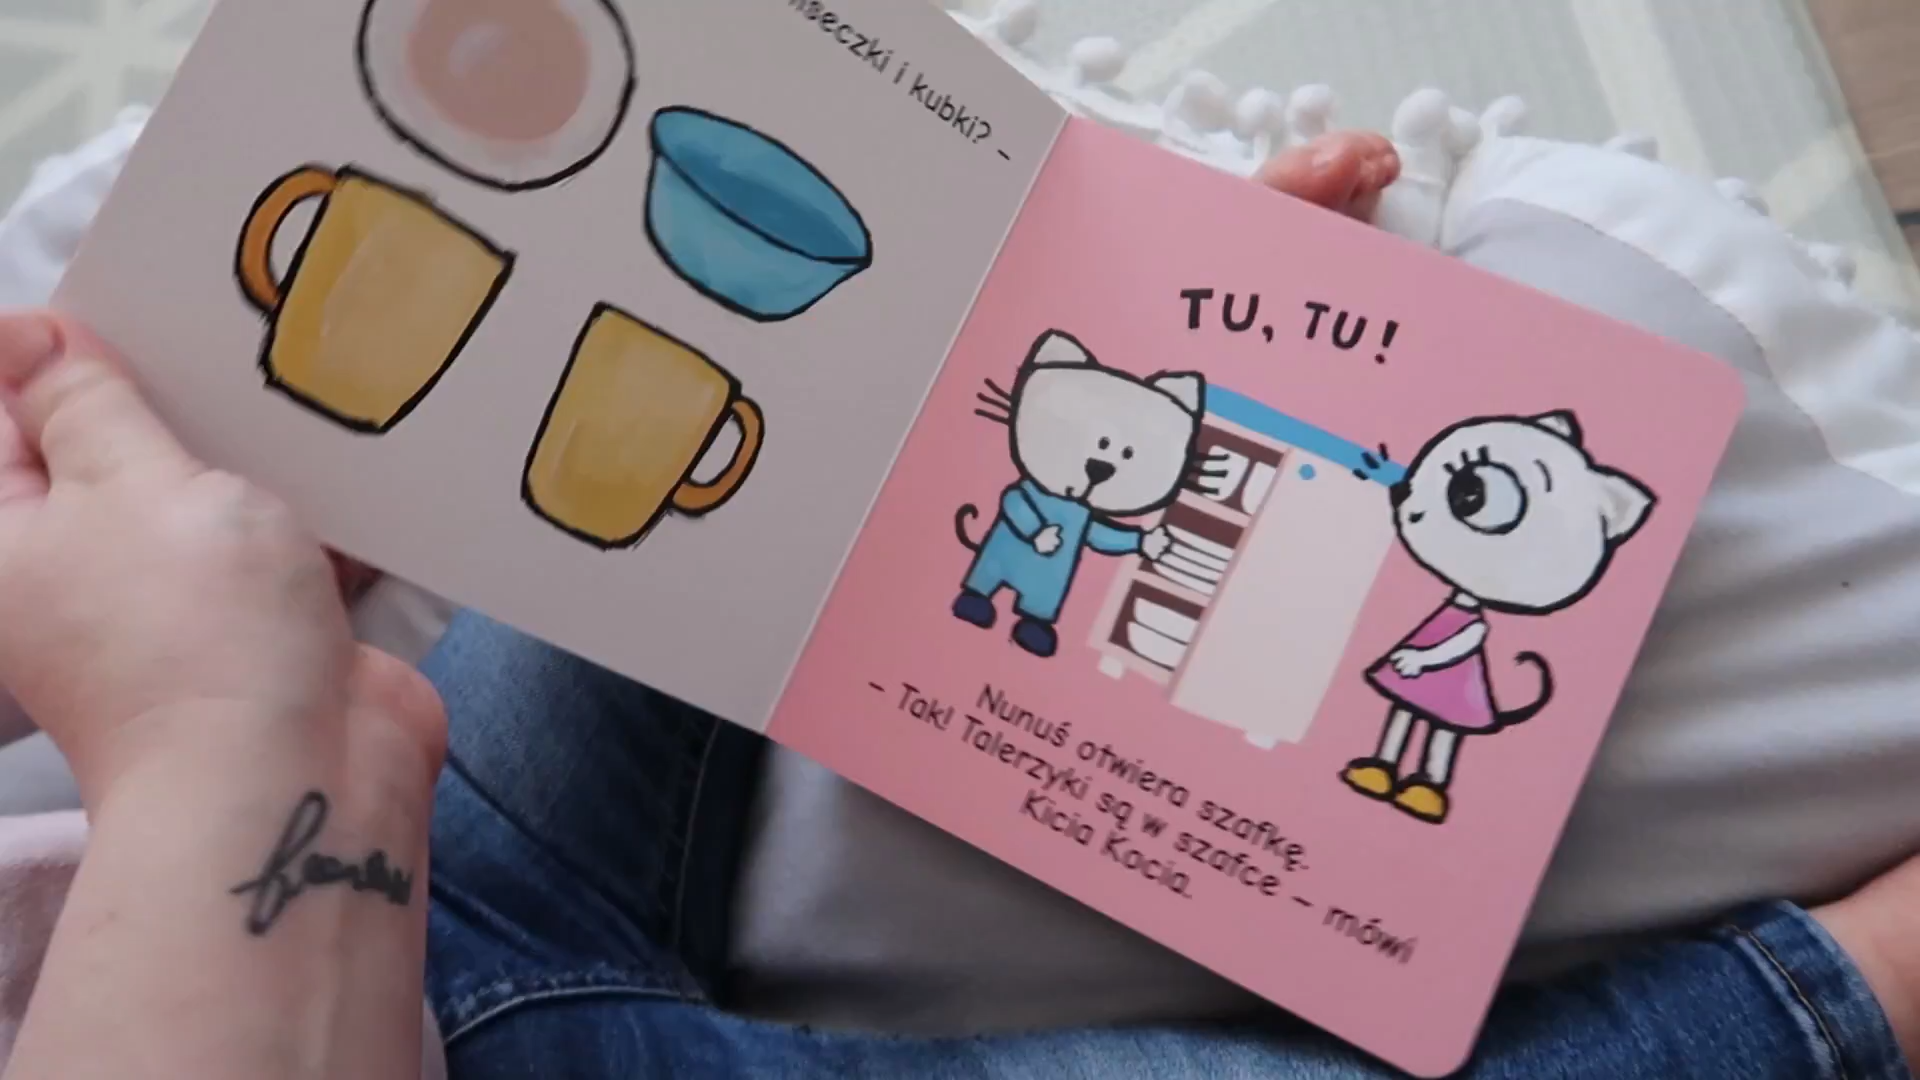 i kubki? –
TU, TU!
Nunuś otwiera szafkę.
– Tak! Talerzyki są w szafce – mówi
Kicia Kocia.